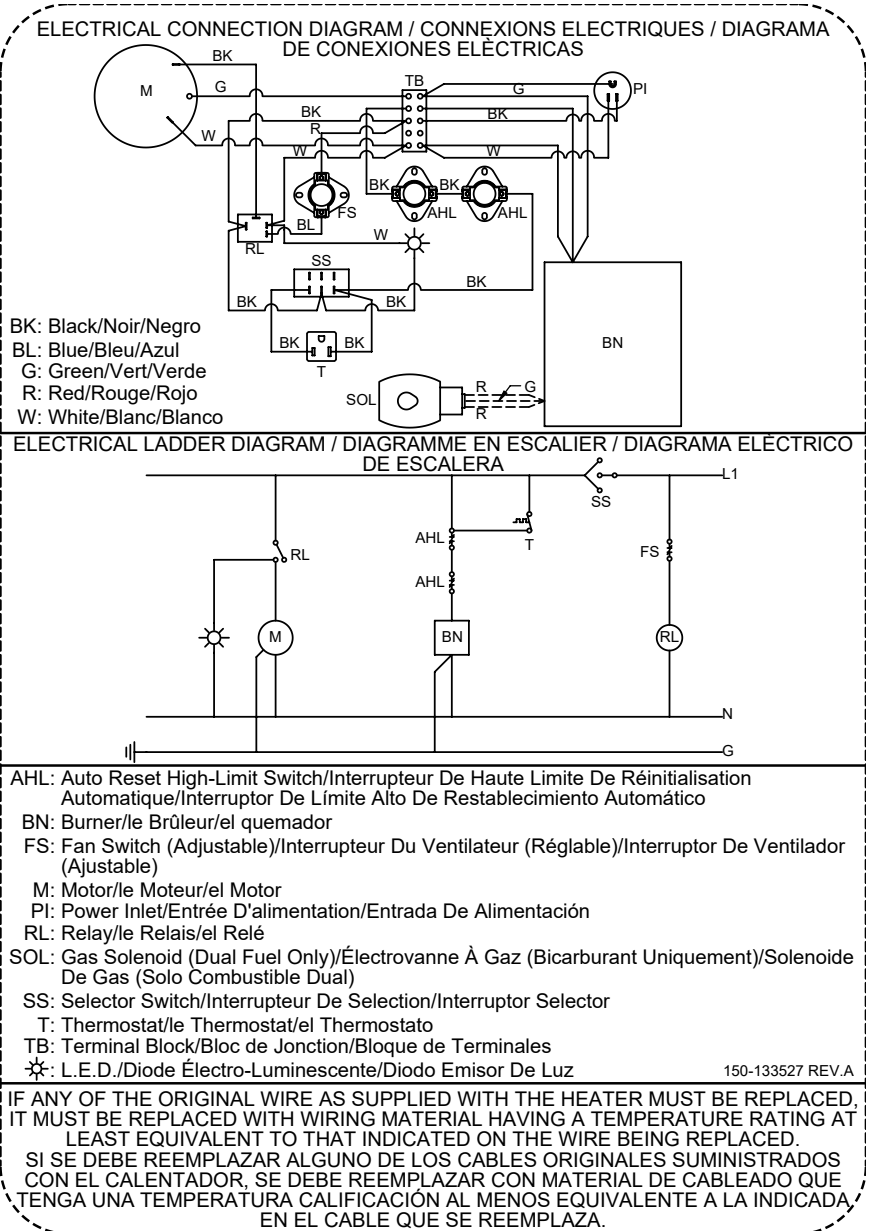 ELECTRICAL CONNECTION DIAGRAM / CONNEXIONS ELECTRIQUES / DIAGRAMA
DE CONEXIONES ELÈCTRICAS
BK
M
G
TB
G
PI
BK
R
BK
W
W
W
BK
BK
FS
AHL
AHL
BL
RL
W
SS
BK
BK
BK
BK
BK
T
BN
SOL
R
G
R
BK: Black/Noir/Negro
BL: Blue/Bleu/Azul
G: Green/Vert/Verde
R: Red/Rouge/Rojo
W: White/Blanc/Blanco
ELECTRICAL LADDER DIAGRAM / DIAGRAMME EN ESCALIER / DIAGRAMA ELÈCTRICO
DE ESCALERA
L1
SS
RL
AHL
T
FS
AHL
M
BN
RL
N
G
AHL: Auto Reset High-Limit Switch/Interrupteur De Haute Limite De Réinitialisation
Automatique/Interruptor De Límite Alto De Restablecimiento Automático
BN: Burner/le Brûleur/el quemador
FS: Fan Switch (Adjustable)/Interrupteur Du Ventilateur (Réglable)/Interruptor De Ventilador
(Ajustable)
M: Motor/le Moteur/el Motor
PI: Power Inlet/Entrée D'alimentation/Entrada De Alimentación
RL: Relay/le Relais/el Relé
SOL: Gas Solenoid (Dual Fuel Only)/Électrovanne À Gaz (Bicarburant Uniquement)/Solenoide
De Gas (Solo Combustible Dual)
SS: Selector Switch/Interrupteur De Selection/Interruptor Selector
T: Thermostat/le Thermostat/el Thermostato
TB: Terminal Block/Bloc de Jonction/Bloque de Terminales
: L.E.D./Diode Électro-Luminescente/Diodo Emisor De Luz
150-133527 REV.A
IF ANY OF THE ORIGINAL WIRE AS SUPPLIED WITH THE HEATER MUST BE REPLACED,
IT MUST BE REPLACED WITH WIRING MATERIAL HAVING A TEMPERATURE RATING AT
LEAST EQUIVALENT TO THAT INDICATED ON THE WIRE BEING REPLACED.
SI SE DEBE REEMPLAZAR ALGUNO DE LOS CABLES ORIGINALES SUMINISTRADOS
CON EL CALENTADOR, SE DEBE REEMPLAZAR CON MATERIAL DE CABLEADO QUE
TENGA UNA TEMPERATURA CALIFICACIÓN AL MENOS EQUIVALENTE A LA INDICADA
EN EL CABLE QUE SE REEMPLAZA.